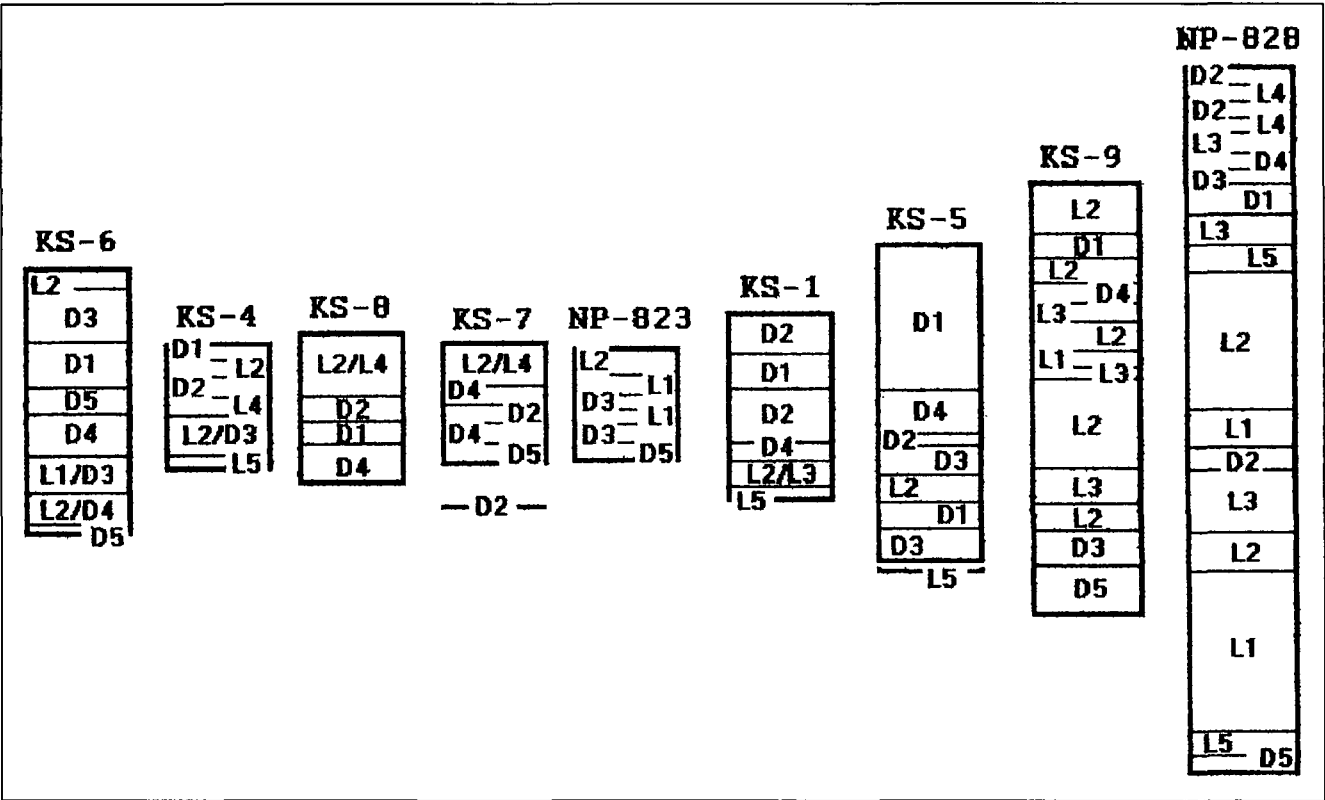 KS-6
L2
D3
D1
D5
D4
L1/D3
L2/D4
D5
KS-4
D1
L2
D2
L4
L2/D3
L5
KS-8
L2/L4
D2
D1
D4
KS-7
L2/L4
D4
D2
D4
D5
D2
NP-823
L2
L1
D3
L1
D3
D5
KS-1
D2
D1
D2
D4
L2/L3
L5
KS-5
D1
D4
D2
D3
L2
D1
D3
L5
KS-9
L2
D1
L2
D4
L3
L2
L1
L3
L2
L3
L2
D3
D5
NP-828
D2
L4
D2
L4
L3
D4
D3
D1
L3
L5
L2
L1
D2
L3
L2
L1
L5
D5